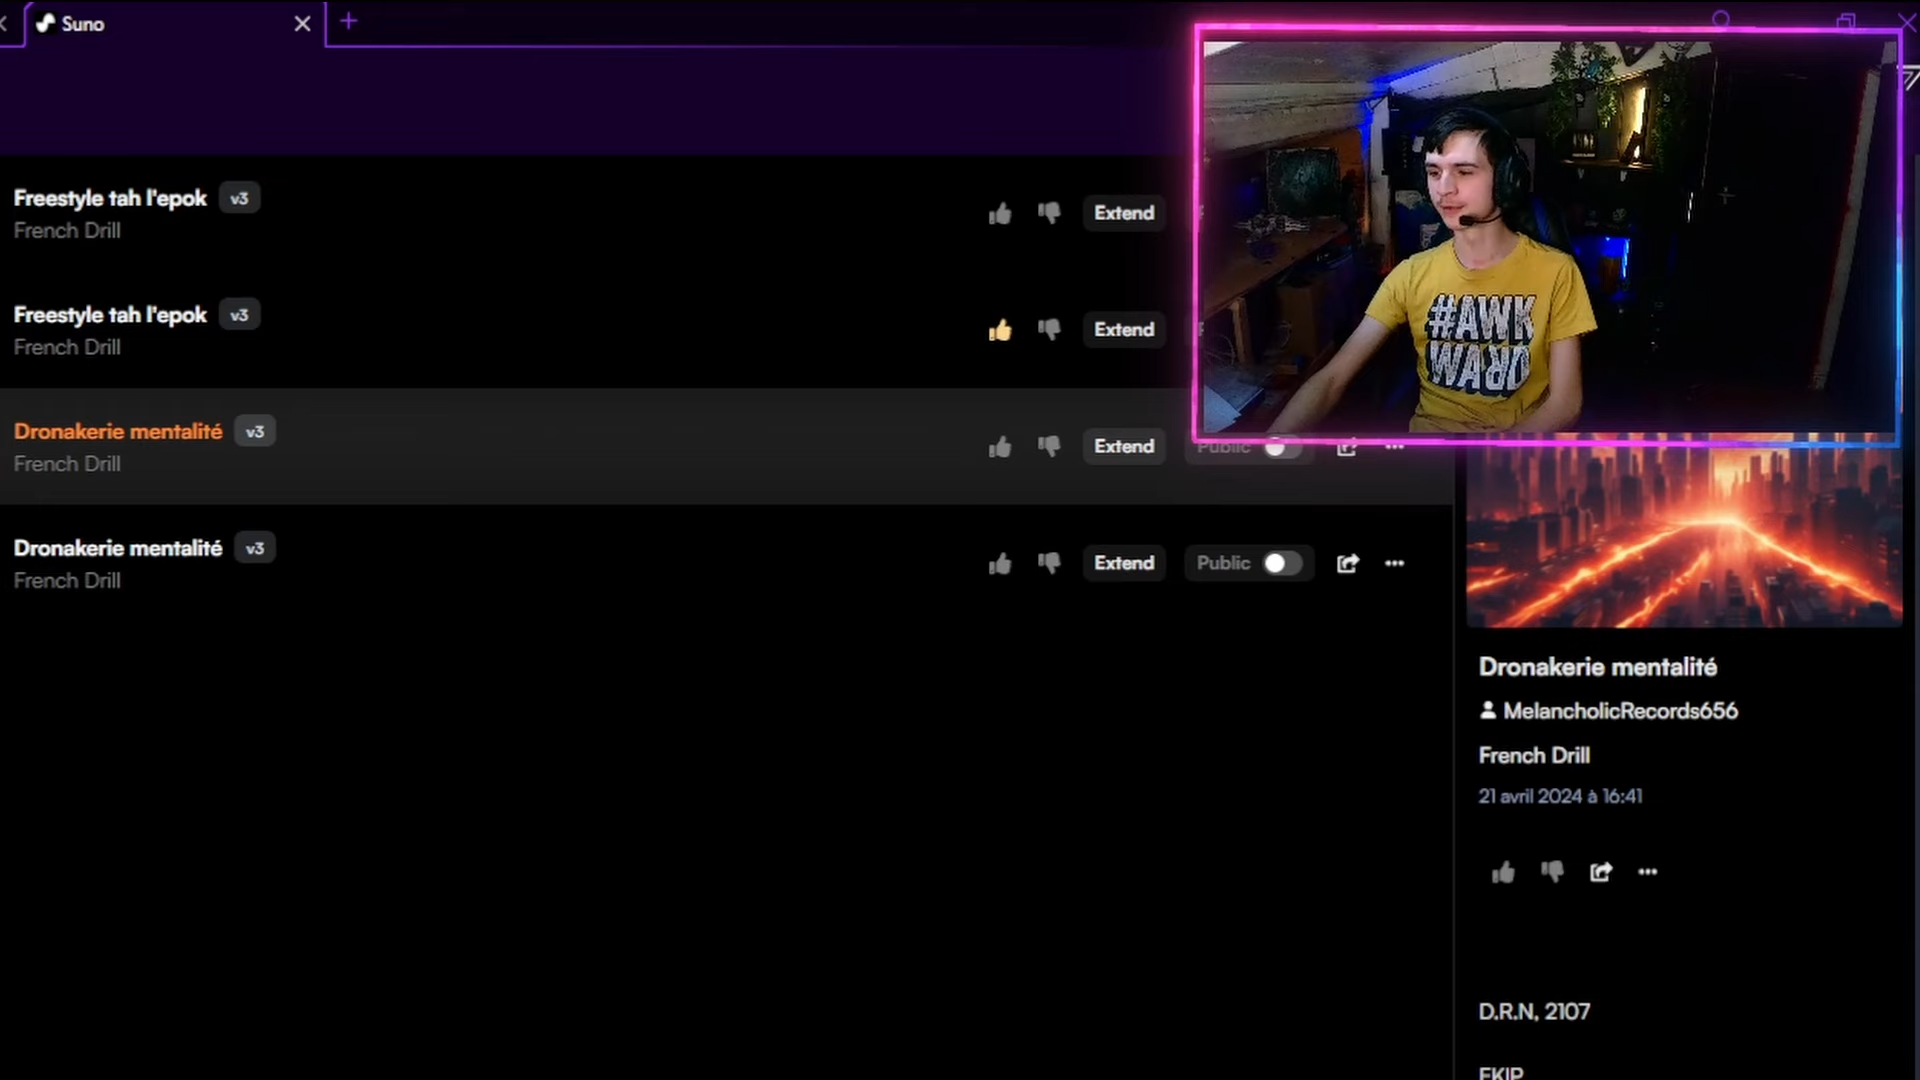 Suno
Freestyle tah l'epok v3
French Drill
Extend
Freestyle tah l'epok v3
French Drill
Extend
Dronakerie mentalité v3
French Drill
Extend Public
Dronakerie mentalité v3
French Drill
Extend Public
#AWK
WARD
Dronakerie mentalité
MelancholicRecords656
French Drill
21 avril 2024 à 16:41
D.R.N, 2107
EKIP